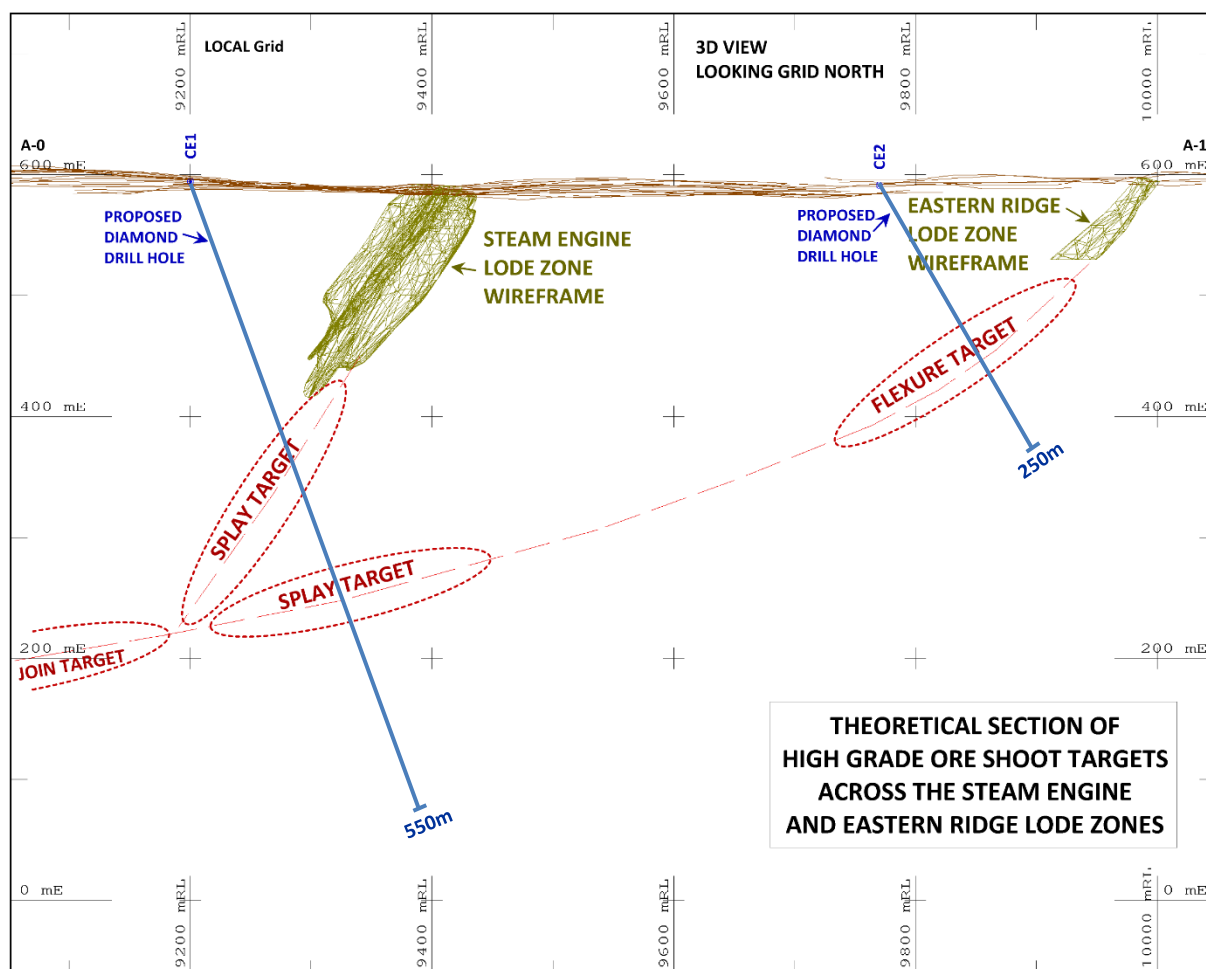 9200 mRL
LOCAL Grid
9400 mRL
9600 mRL
3D VIEW
LOOKING GRID NORTH
9800 mRL
10000 mRL
A-0
CE1
CE2
A-1
600 mE
600 mE
PROPOSED
DIAMOND
DRILL HOLE
STEAM ENGINE
LODE ZONE
WIREFRAME
PROPOSED
DIAMOND
DRILL HOLE
EASTERN RIDGE
LODE ZONE
WIREFRAME
FLEXURE TARGET
400 mE
400 mE
250m
SPLAY TARGET
SPLAY TARGET
JOIN TARGET
200 mE
200 mE
THEORETICAL SECTION OF
HIGH GRADE ORE SHOOT TARGETS
ACROSS THE STEAM ENGINE
AND EASTERN RIDGE LODE ZONES
550m
0 mE
0 mE
9200 mRL
9400 mRL
9600 mRL
9800 mRL
10000 mRL